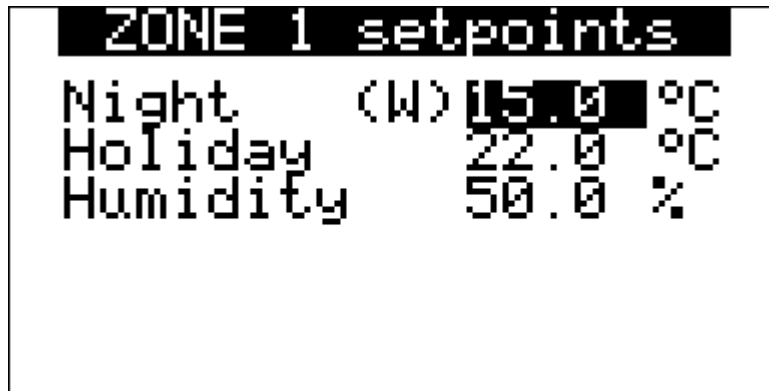 ZONE 1 setpoints
Night (W) 15.0 °C
Holiday 22.0 °C
Humidity 50.0 %